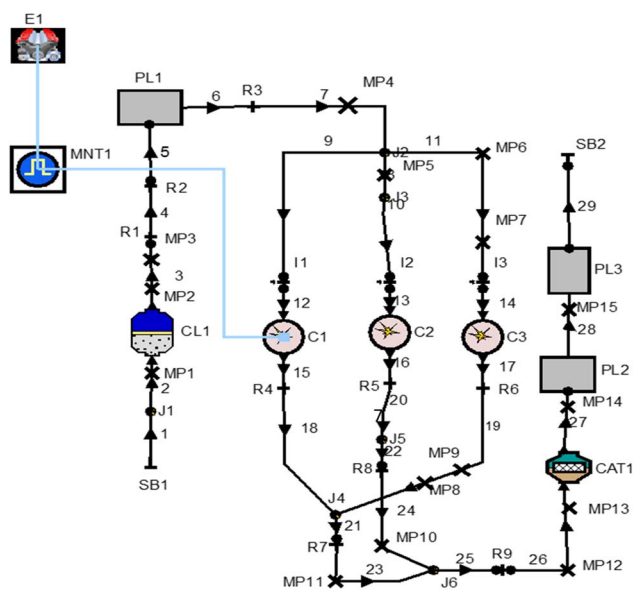 E1
PL1
6
R3
7
MP4
MNT1
5
9
J2
11
MP6
SB2
MP5
8
R2
J3
10
4
29
R1
MP3
MP7
3
I1
I2
I3
PL3
MP2
12
13
14
MP15
CL1
C1
C2
C3
28
MP1
15
16
17
PL2
2
R4
R5
R6
MP14
J1
20
7
27
1
18
J5
19
22
MP9
CAT1
SB1
R8
MP8
J4
24
MP13
21
R7
MP10
25
R9
26
MP12
MP11
23
J6